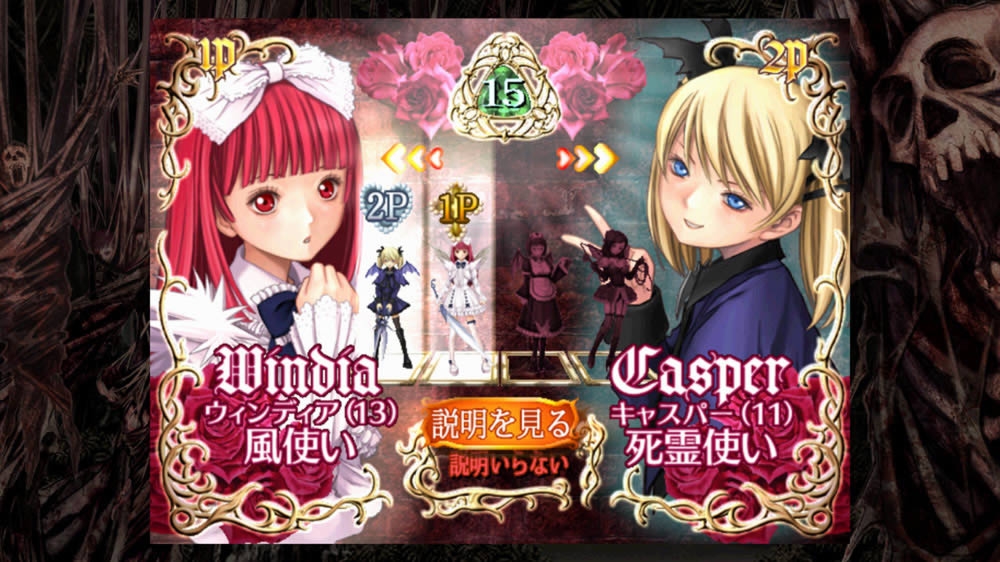 1P
2P
15
2P
1P
Windia
ウィンディア(13)
風使い
Casper
キャスパー(11)
死霊使い
説明を見る
説明いらない